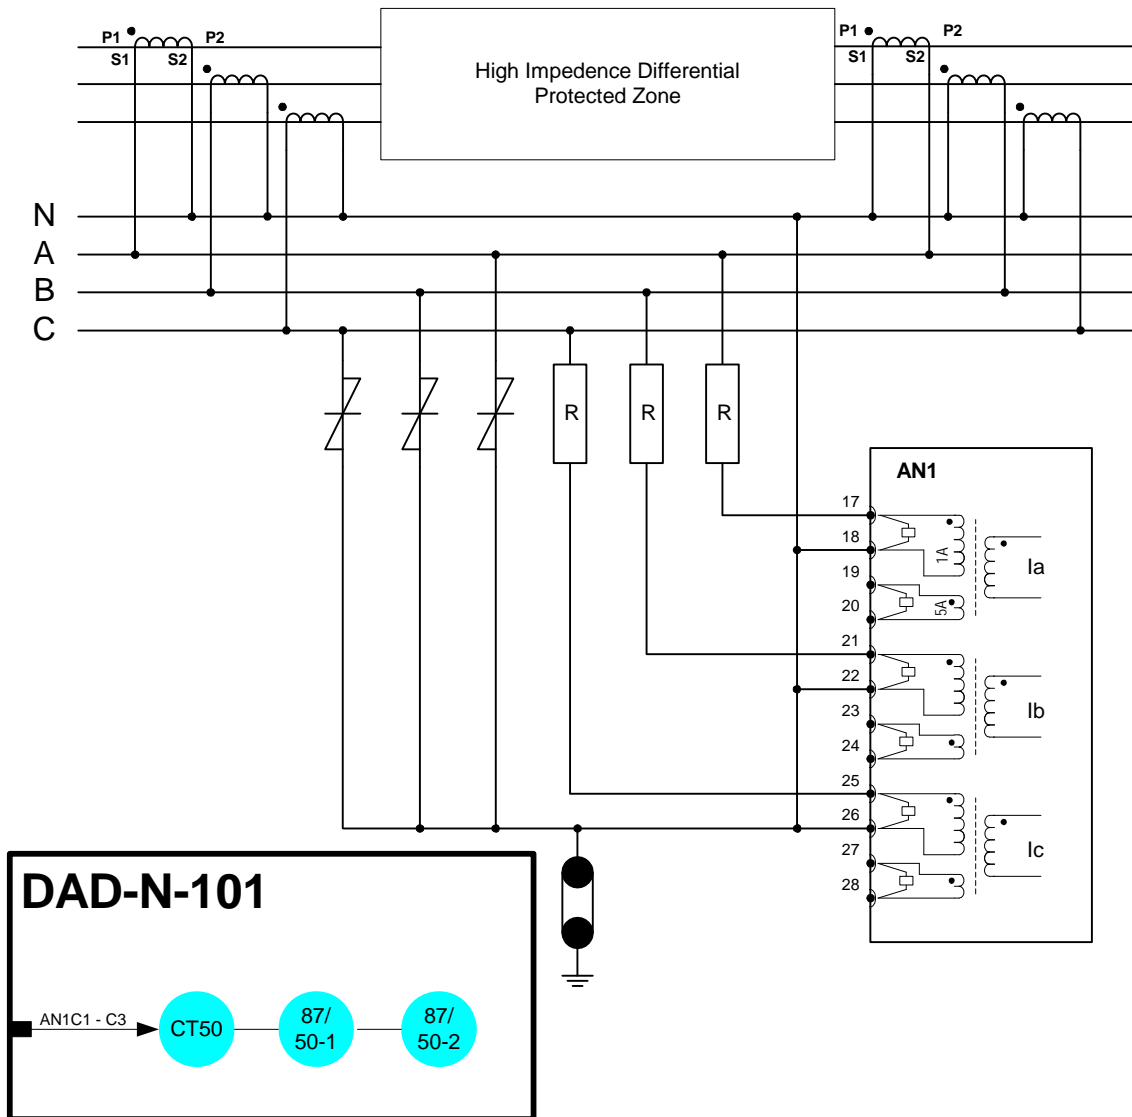 P1 P2
S1 S2
High Impedence Differential
Protected Zone
P1 P2
S1 S2
N
A
B
C
R R R
AN1
17
18
19
20
21
22
23
24
25
26
27
28
1A
5A
Ia
Ib
Ic
DAD-N-101
AN1C1 - C3
CT50
87/
50-1
87/
50-2